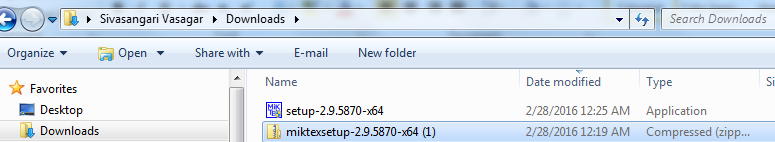 Sivasangari Vasagar Downloads Search Downloads
Organize Open Share with E-mail New folder
Favorites
Desktop
Downloads
Name Date modified Type
setup-2.9.5870-x64 2/28/2016 12:25 AM Application
miktexsetup-2.9.5870-x64 (1) 2/28/2016 12:19 AM Compressed (zipp...